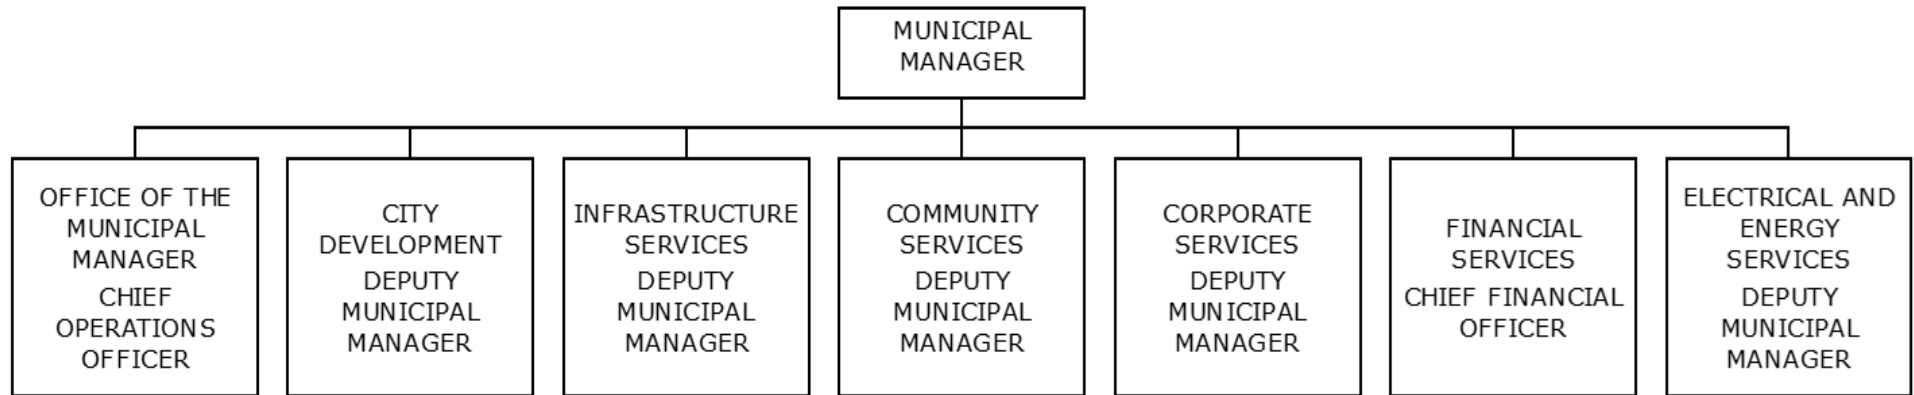 MUNICIPAL
MANAGER
OFFICE OF THE
MUNICIPAL
MANAGER
CHIEF
OPERATIONS
OFFICER
CITY
DEVELOPMENT
DEPUTY
MUNICIPAL
MANAGER
INFRASTRUCTURE
SERVICES
DEPUTY
MUNICIPAL
MANAGER
COMMUNITY
SERVICES
DEPUTY
MUNICIPAL
MANAGER
CORPORATE
SERVICES
DEPUTY
MUNICIPAL
MANAGER
FINANCIAL
SERVICES
CHIEF FINANCIAL
OFFICER
ELECTRICAL AND
ENERGY
SERVICES
DEPUTY
MUNICIPAL
MANAGER